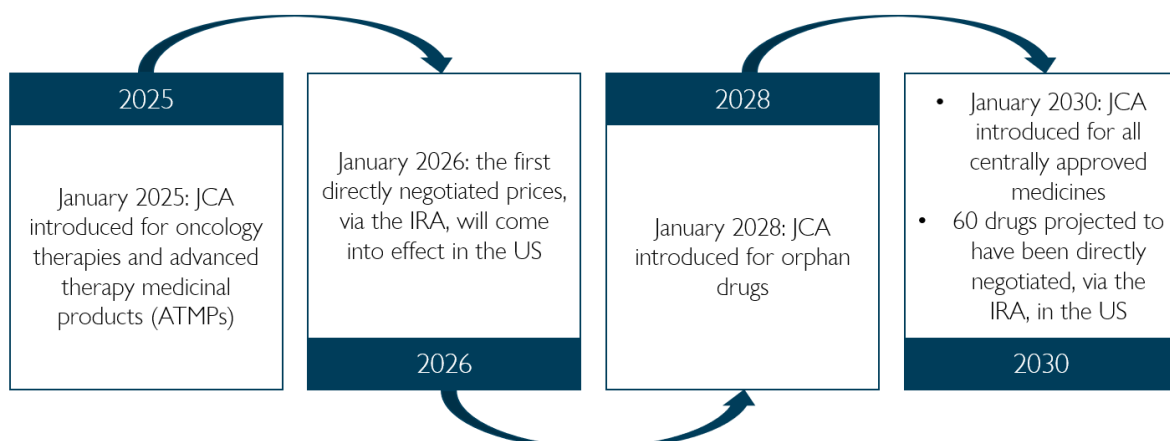 2025
January 2025: JCA
introduced for oncology
therapies and advanced
therapy medicinal
products (ATMPs)
January 2026: the first
directly negotiated prices,
via the IRA, will come
into effect in the US
2026
2028
January 2028: JCA
introduced for orphan
drugs
• January 2030: JCA
introduced for all
centrally approved
medicines
• 60 drugs projected to
have been directly
negotiated, via the
IRA, in the US
2030